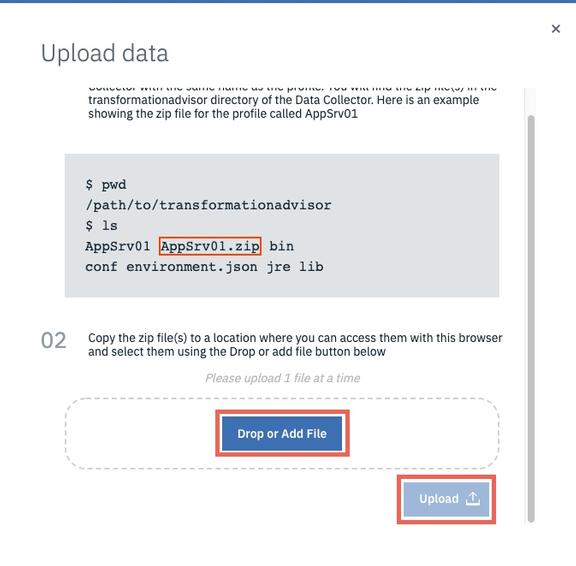 ×
Upload data
Collector with the same name as the profile. You will find the zip file(s) in the
transformationadvisor directory of the Data Collector. Here is an example
showing the zip file for the profile called AppSrv01
$ pwd
/path/to/transformationadvisor
$ ls
AppSrv01 AppSrv01.zip bin
conf environment.json jre lib
02 Copy the zip file(s) to a location where you can access them with this browser
and select them using the Drop or add file button below
Please upload 1 file at a time
Drop or Add File
Upload